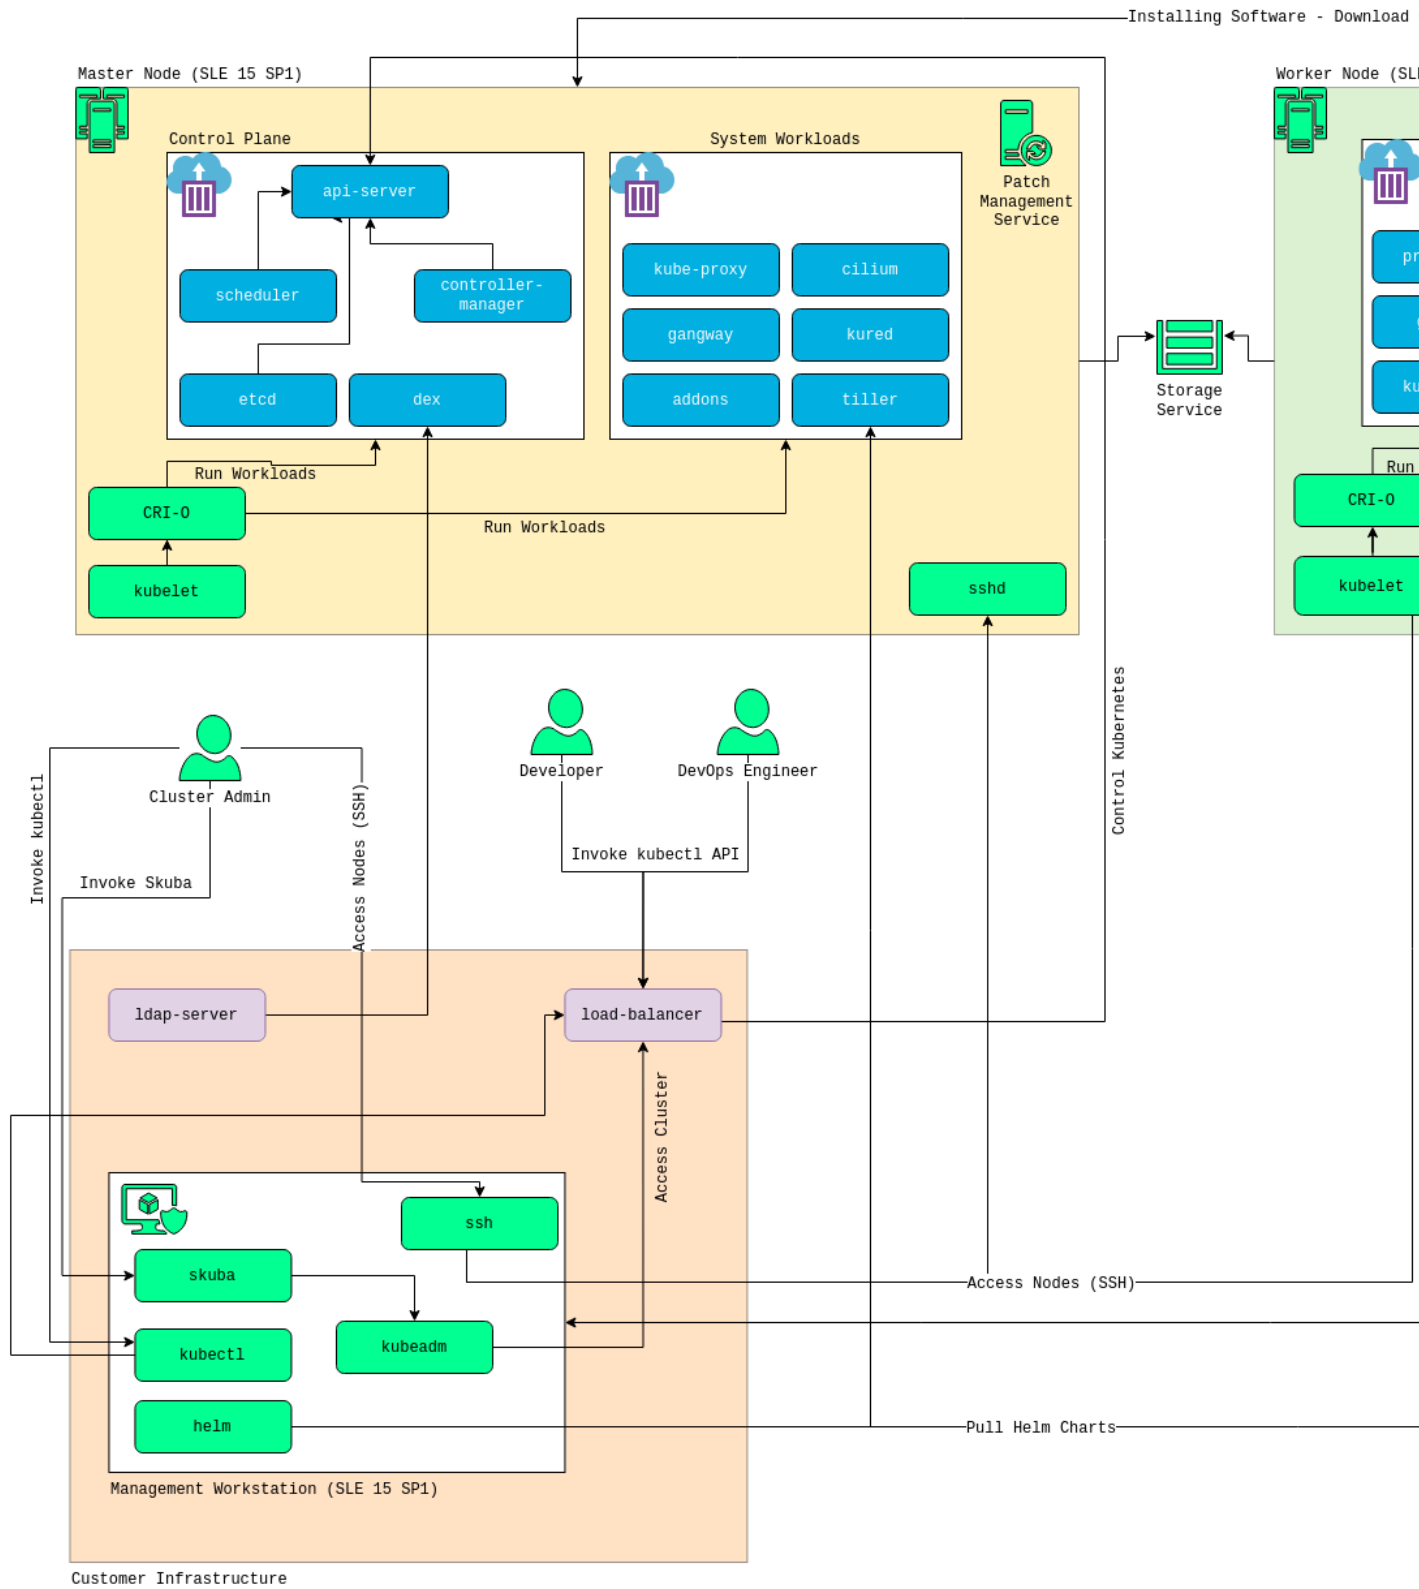 Installing Software - Download
Master Node (SLE 15 SP1)
Worker Node (SLE
Control Plane
System Workloads
api-server
Patch
Management
Service
scheduler
controller-
manager
kube-proxy
cilium
gangway
kured
etcd
dex
addons
tiller
Storage
Service
Run Workloads
Run
CRI-O
CRI-O
Run Workloads
kubelet
sshd
kubelet
Control Kubernetes
Cluster Admin
Developer
DevOps Engineer
Invoke kubectl
Access Nodes (SSH)
Invoke kubectl API
Invoke Skuba
ldap-server
load-balancer
Access Cluster
ssh
skuba
Access Nodes (SSH)
kubectl
kubeadm
helm
Pull Helm Charts
Management Workstation (SLE 15 SP1)
Customer Infrastructure